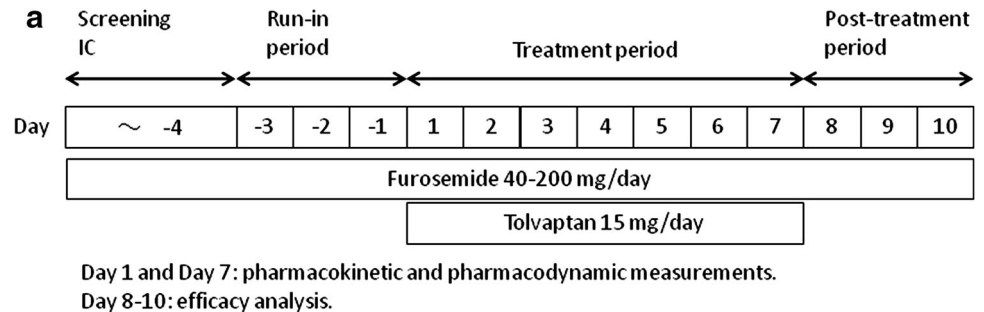 a
Screening IC
Run-in period
Treatment period
Post-treatment period
Day ～ -4 -3 -2 -1 1 2 3 4 5 6 7 8 9 10
Furosemide 40-200 mg/day
Tolvaptan 15 mg/day
Day 1 and Day 7: pharmacokinetic and pharmacodynamic measurements.
Day 8-10: efficacy analysis.